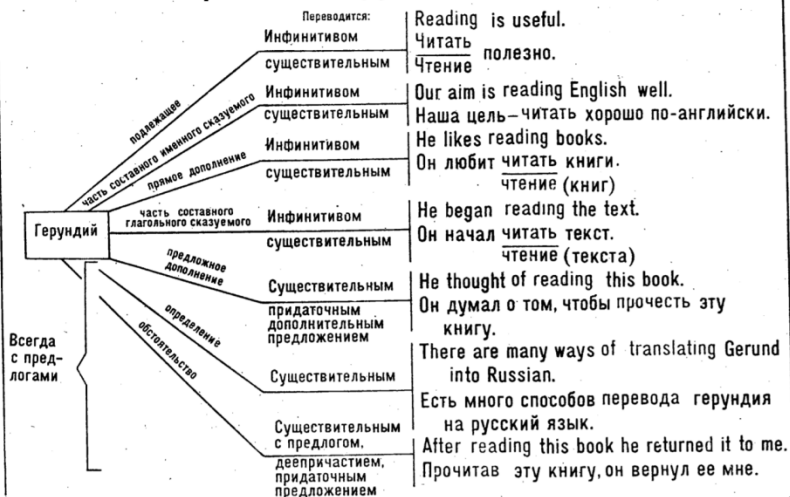 Переводится:
Герундий
Всегда
с пред-
логами
подлежащее
Инфинитивом
существительным
Reading is useful.
Читать
Чтение полезно.
часть составного именного сказуемого
Инфинитивом
существительным
Our aim is reading English well.
Наша цель–читать хорошо по-английски.
прямое дополнение
Инфинитивом
существительным
He likes reading books.
Он любит читать книги.
чтение (книг)
часть составного
глагольного сказуемого
Инфинитивом
существительным
He began reading the text.
Он начал читать текст.
чтение (текста)
предложное
дополнение
Существительным
придаточным
дополнительным
предложением
He thought of reading this book.
Он думал о том, чтобы прочесть эту
книгу.
определение
Существительным
There are many ways of translating Gerund
into Russian.
Есть много способов перевода герундия
на русский язык.
обстоятельство
Существительным
с предлогом,
деепричастием,
придаточным
предложением
After reading this book he returned it to me.
Прочитав эту книгу, он вернул ее мне.